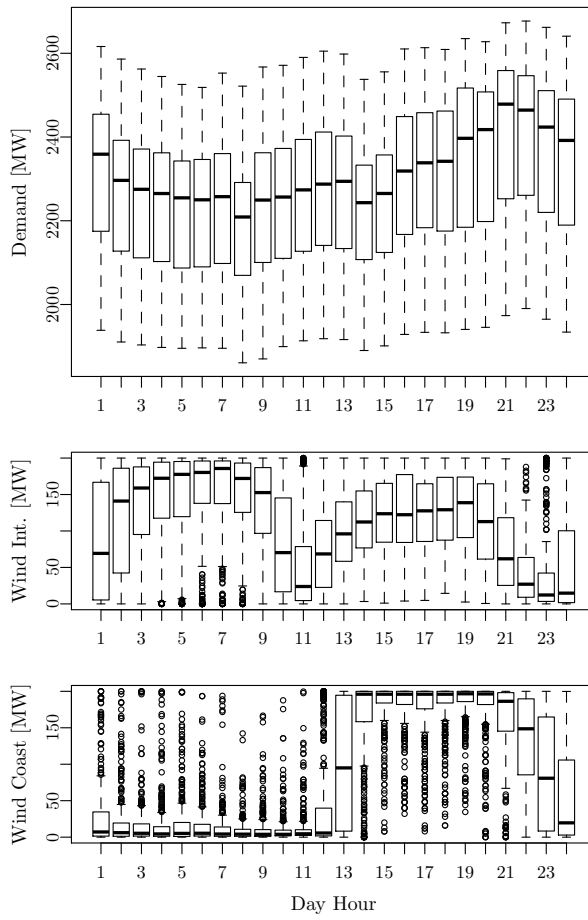 Demand [MW]
2000 2200 2400 2600
1 3 5 7 9 11 13 15 17 19 21 23
Wind Int. [MW]
0 50 150
1 3 5 7 9 11 13 15 17 19 21 23
Wind Coast [MW]
0 50 150
1 3 5 7 9 11 13 15 17 19 21 23
Day Hour